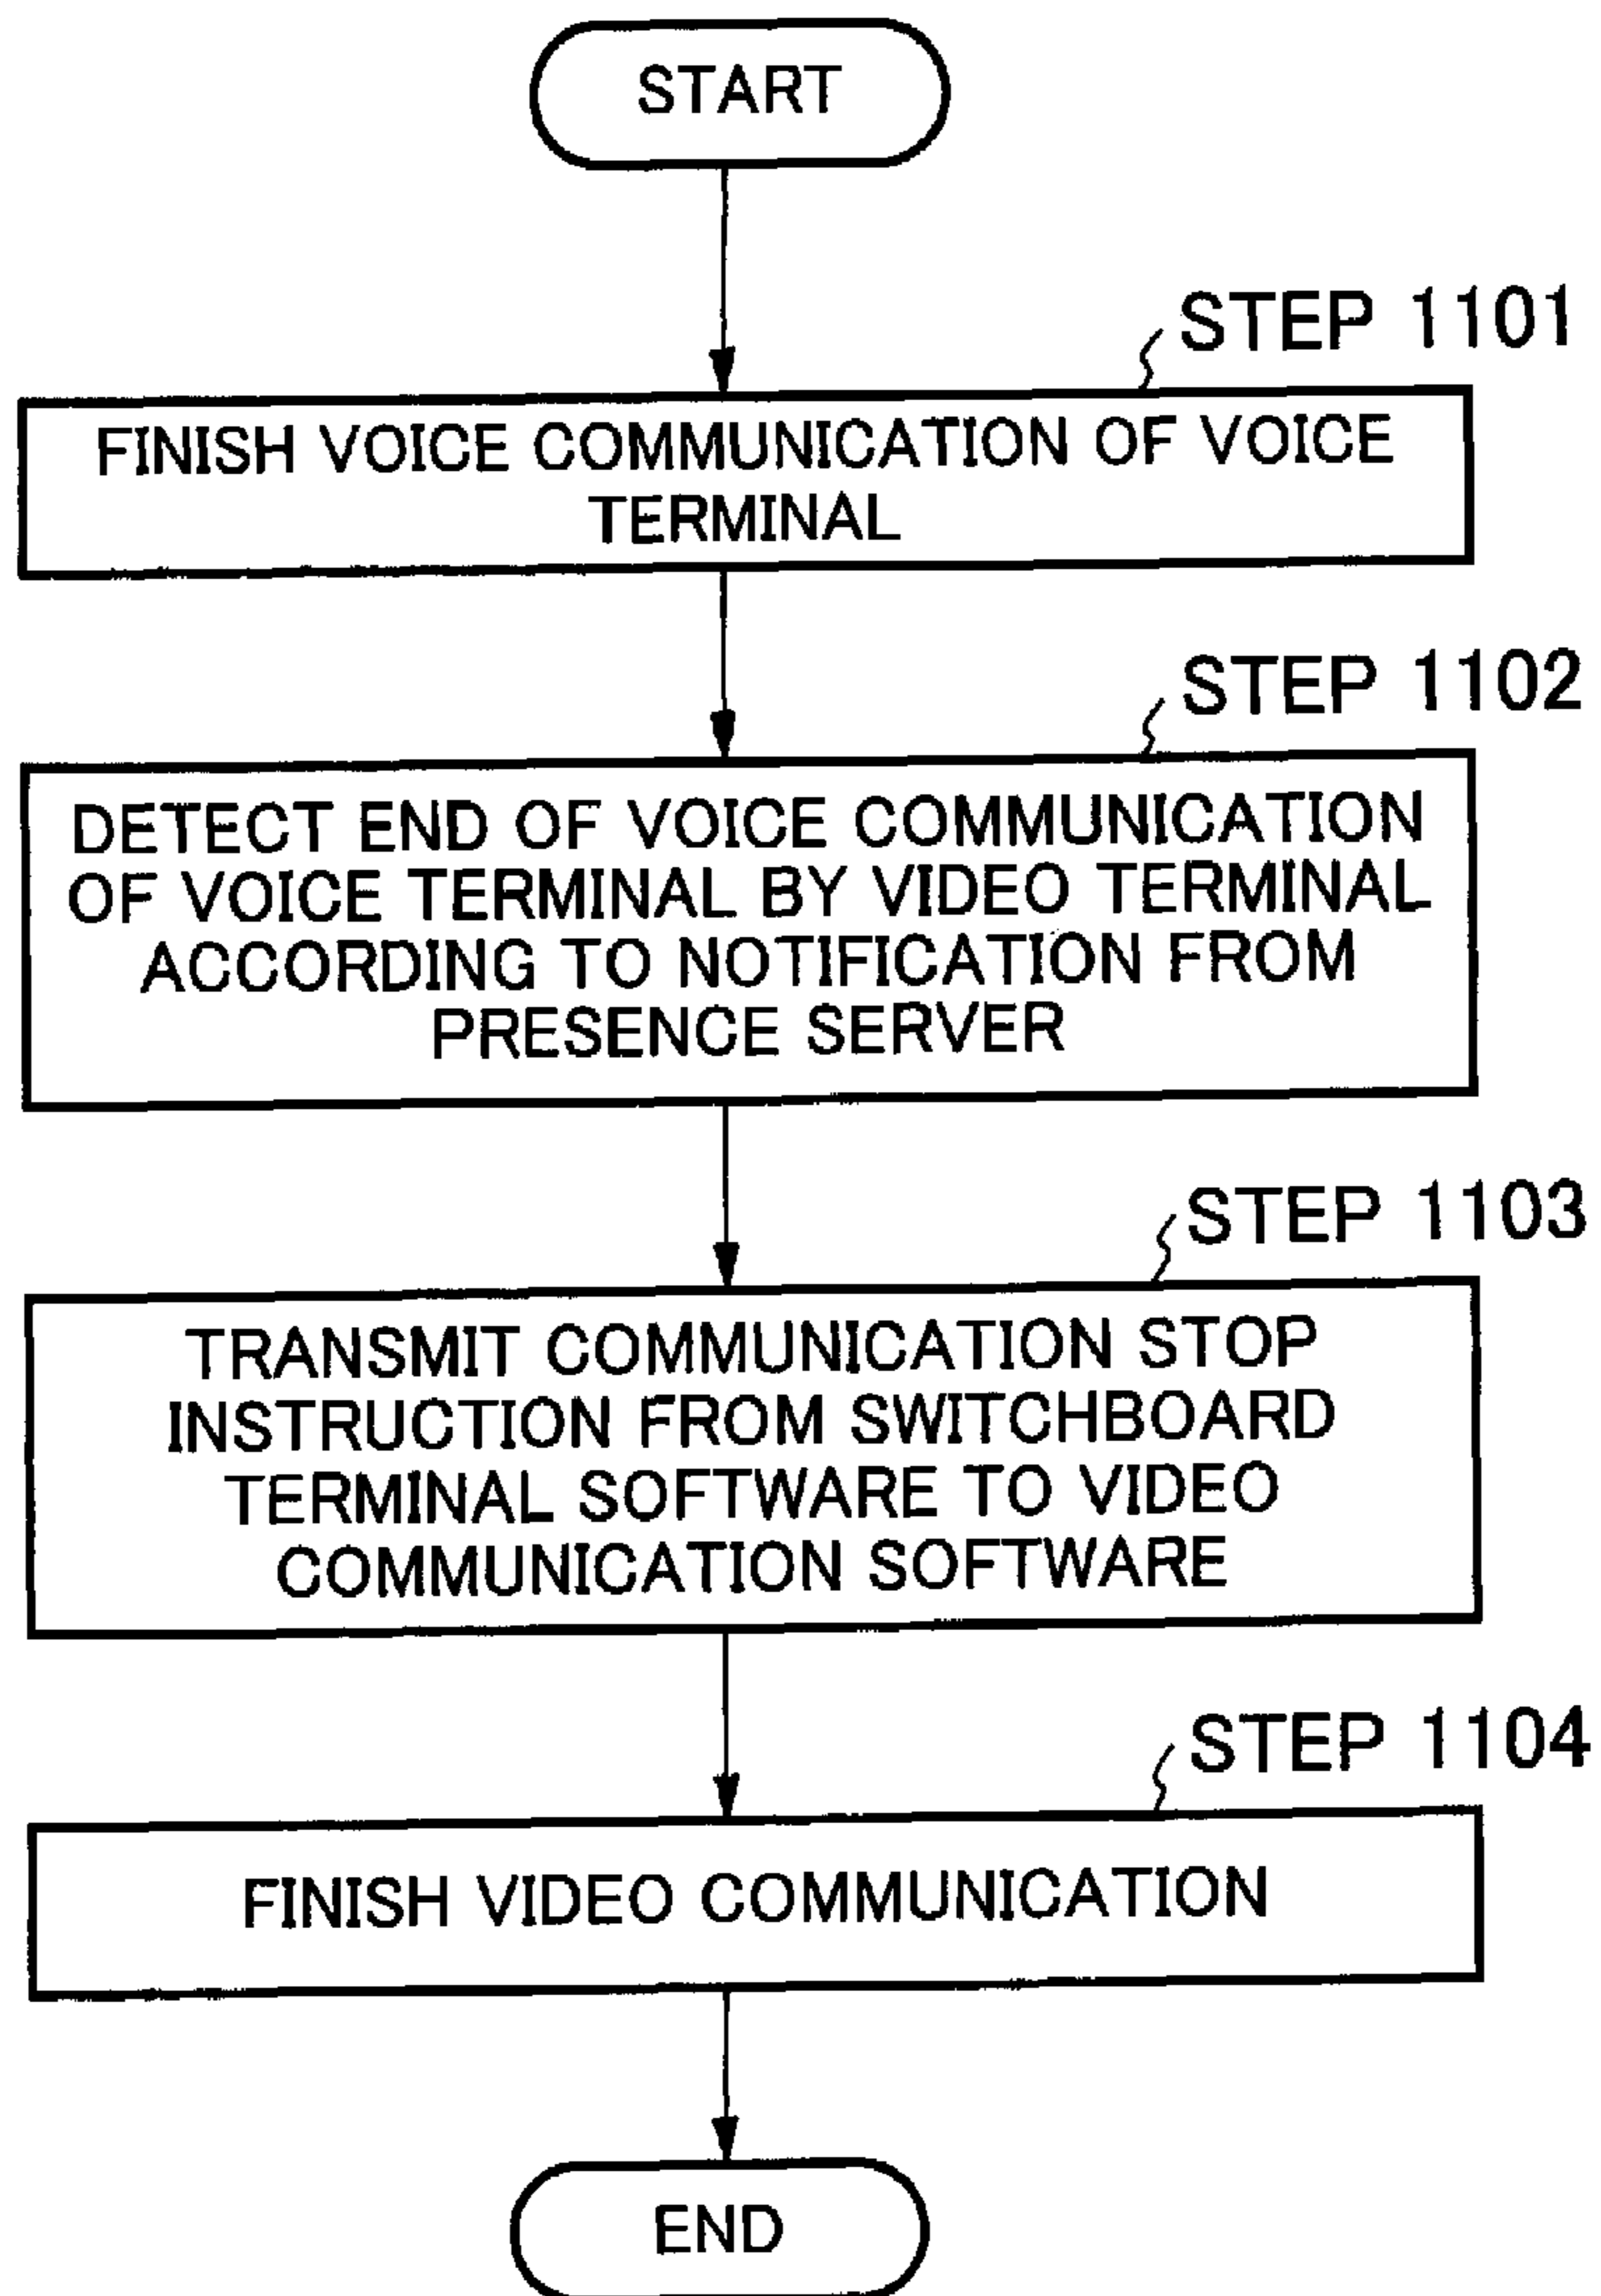 START
STEP 1101
FINISH VOICE COMMUNICATION OF VOICE
TERMINAL
STEP 1102
DETECT END OF VOICE COMMUNICATION
OF VOICE TERMINAL BY VIDEO TERMINAL
ACCORDING TO NOTIFICATION FROM
PRESENCE SERVER
STEP 1103
TRANSMIT COMMUNICATION STOP
INSTRUCTION FROM SWITCHBOARD
TERMINAL SOFTWARE TO VIDEO
COMMUNICATION SOFTWARE
STEP 1104
FINISH VIDEO COMMUNICATION
END